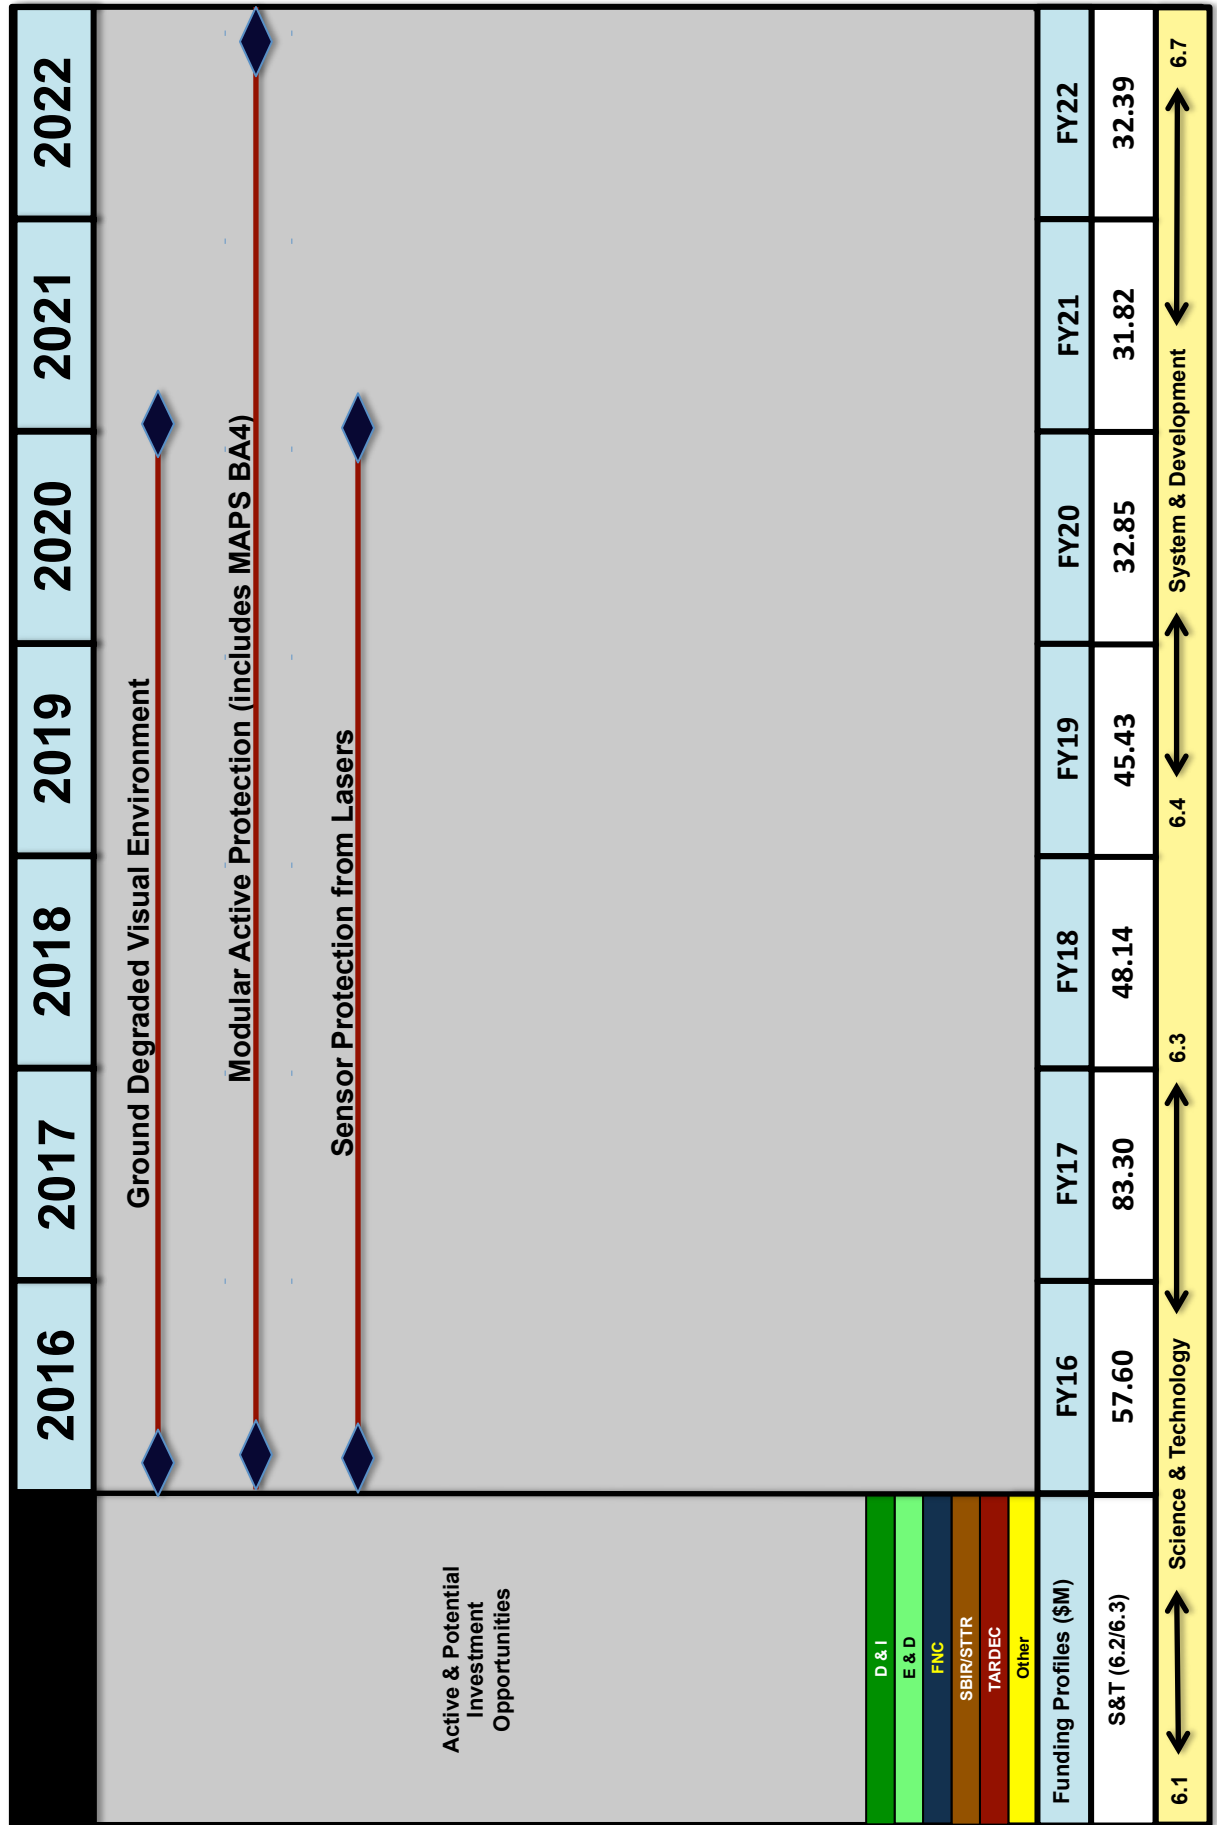 2016 2017 2018 2019 2020 2021 2022
Ground Degraded Visual Environment
Modular Active Protection (includes MAPS BA4)
Sensor Protection from Lasers
Active & Potential
Investment
Opportunities
D & I
E & D
FNC
SBIR/STTR
TARDEC
Other
Funding Profiles ($M) FY16 FY17 FY18 FY19 FY20 FY21 FY22
S&T (6.2/6.3) 57.60 83.30 48.14 45.43 32.85 31.82 32.39
6.1 Science & Technology 6.3 6.4 System & Development 6.7